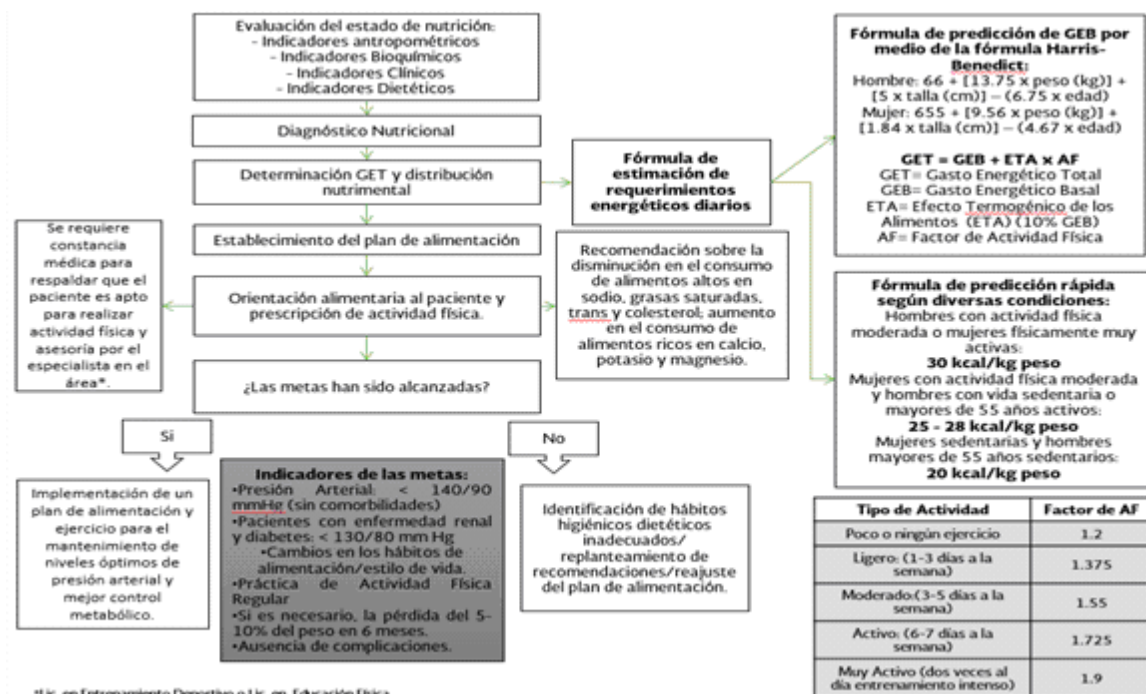 Evaluación del estado de nutrición:
- Indicadores antropométricos
- Indicadores Bioquímicos
- Indicadores Clínicos
- Indicadores Dietéticos
Diagnóstico Nutricional
Determinación GET y distribución
nutrimental
Establecimiento del plan de alimentación
Orientación alimentaria al paciente y
prescripción de actividad física.
¿Las metas han sido alcanzadas?
Se requiere
constancia
médica para
respaldar que el
paciente es apto
para realizar
actividad física y
asesoría por el
especialista en el
área*.
Fórmula de
estimación de
requerimientos
energéticos diarios
Recomendación sobre la
disminución en el consumo
de alimentos altos en
sodio, grasas saturadas,
trans y colesterol; aumento
en el consumo de
alimentos ricos en calcio,
potasio y magnesio.
Fórmula de predicción de GEB por
medio de la fórmula Harris-
Benedict:
Hombre: 66 + [13.75 x peso (kg)] +
[5 x talla (cm)] – (6.75 x edad)
Mujer: 655 + [9.56 x peso (kg)] +
[1.84 x talla (cm)] – (4.67 x edad)
GET = GEB + ETA x AF
GET= Gasto Energético Total
GEB= Gasto Energético Basal
ETA= Efecto Termogénico de los
Alimentos (ETA) (10% GEB)
AF= Factor de Actividad Física
Fórmula de predicción rápida
según diversas condiciones:
Hombres con actividad física
moderada o mujeres físicamente muy
activas:
30 kcal/kg peso
Mujeres con actividad física moderada
y hombres con vida sedentaria o
mayores de 55 años activos:
25 - 28 kcal/kg peso
Mujeres sedentarias y hombres
mayores de 55 años sedentarios:
20 kcal/kg peso
Si
No
Implementación de un
plan de alimentación y
ejercicio para el
mantenimiento de
niveles óptimos de
presión arterial y
mejor control
metabólico.
Indicadores de las metas:
•Presión Arterial: < 140/90
mmHg (sin comorbilidades)
•Pacientes con enfermedad renal
y diabetes: < 130/80 mm Hg
•Cambios en los hábitos de
alimentación/estilo de vida.
•Práctica de Actividad Física
Regular
•Si es necesario, la pérdida del 5-
10% del peso en 6 meses.
•Ausencia de complicaciones.
Identificación de hábitos
higiénicos dietéticos
inadecuados/
replanteamiento de
recomendaciones/reajuste
del plan de alimentación.
Tipo de Actividad Factor de AF
Poco o ningún ejercicio 1.2
Ligero: (1-3 días a la
semana) 1.375
Moderado:(3-5 días a la
semana) 1.55
Activo: (6-7 días a la
semana) 1.725
Muy Activo (dos veces al
día entrenamiento intenso) 1.9
*Lic. en Entrenamiento Deportivo o Lic. en Educación Física